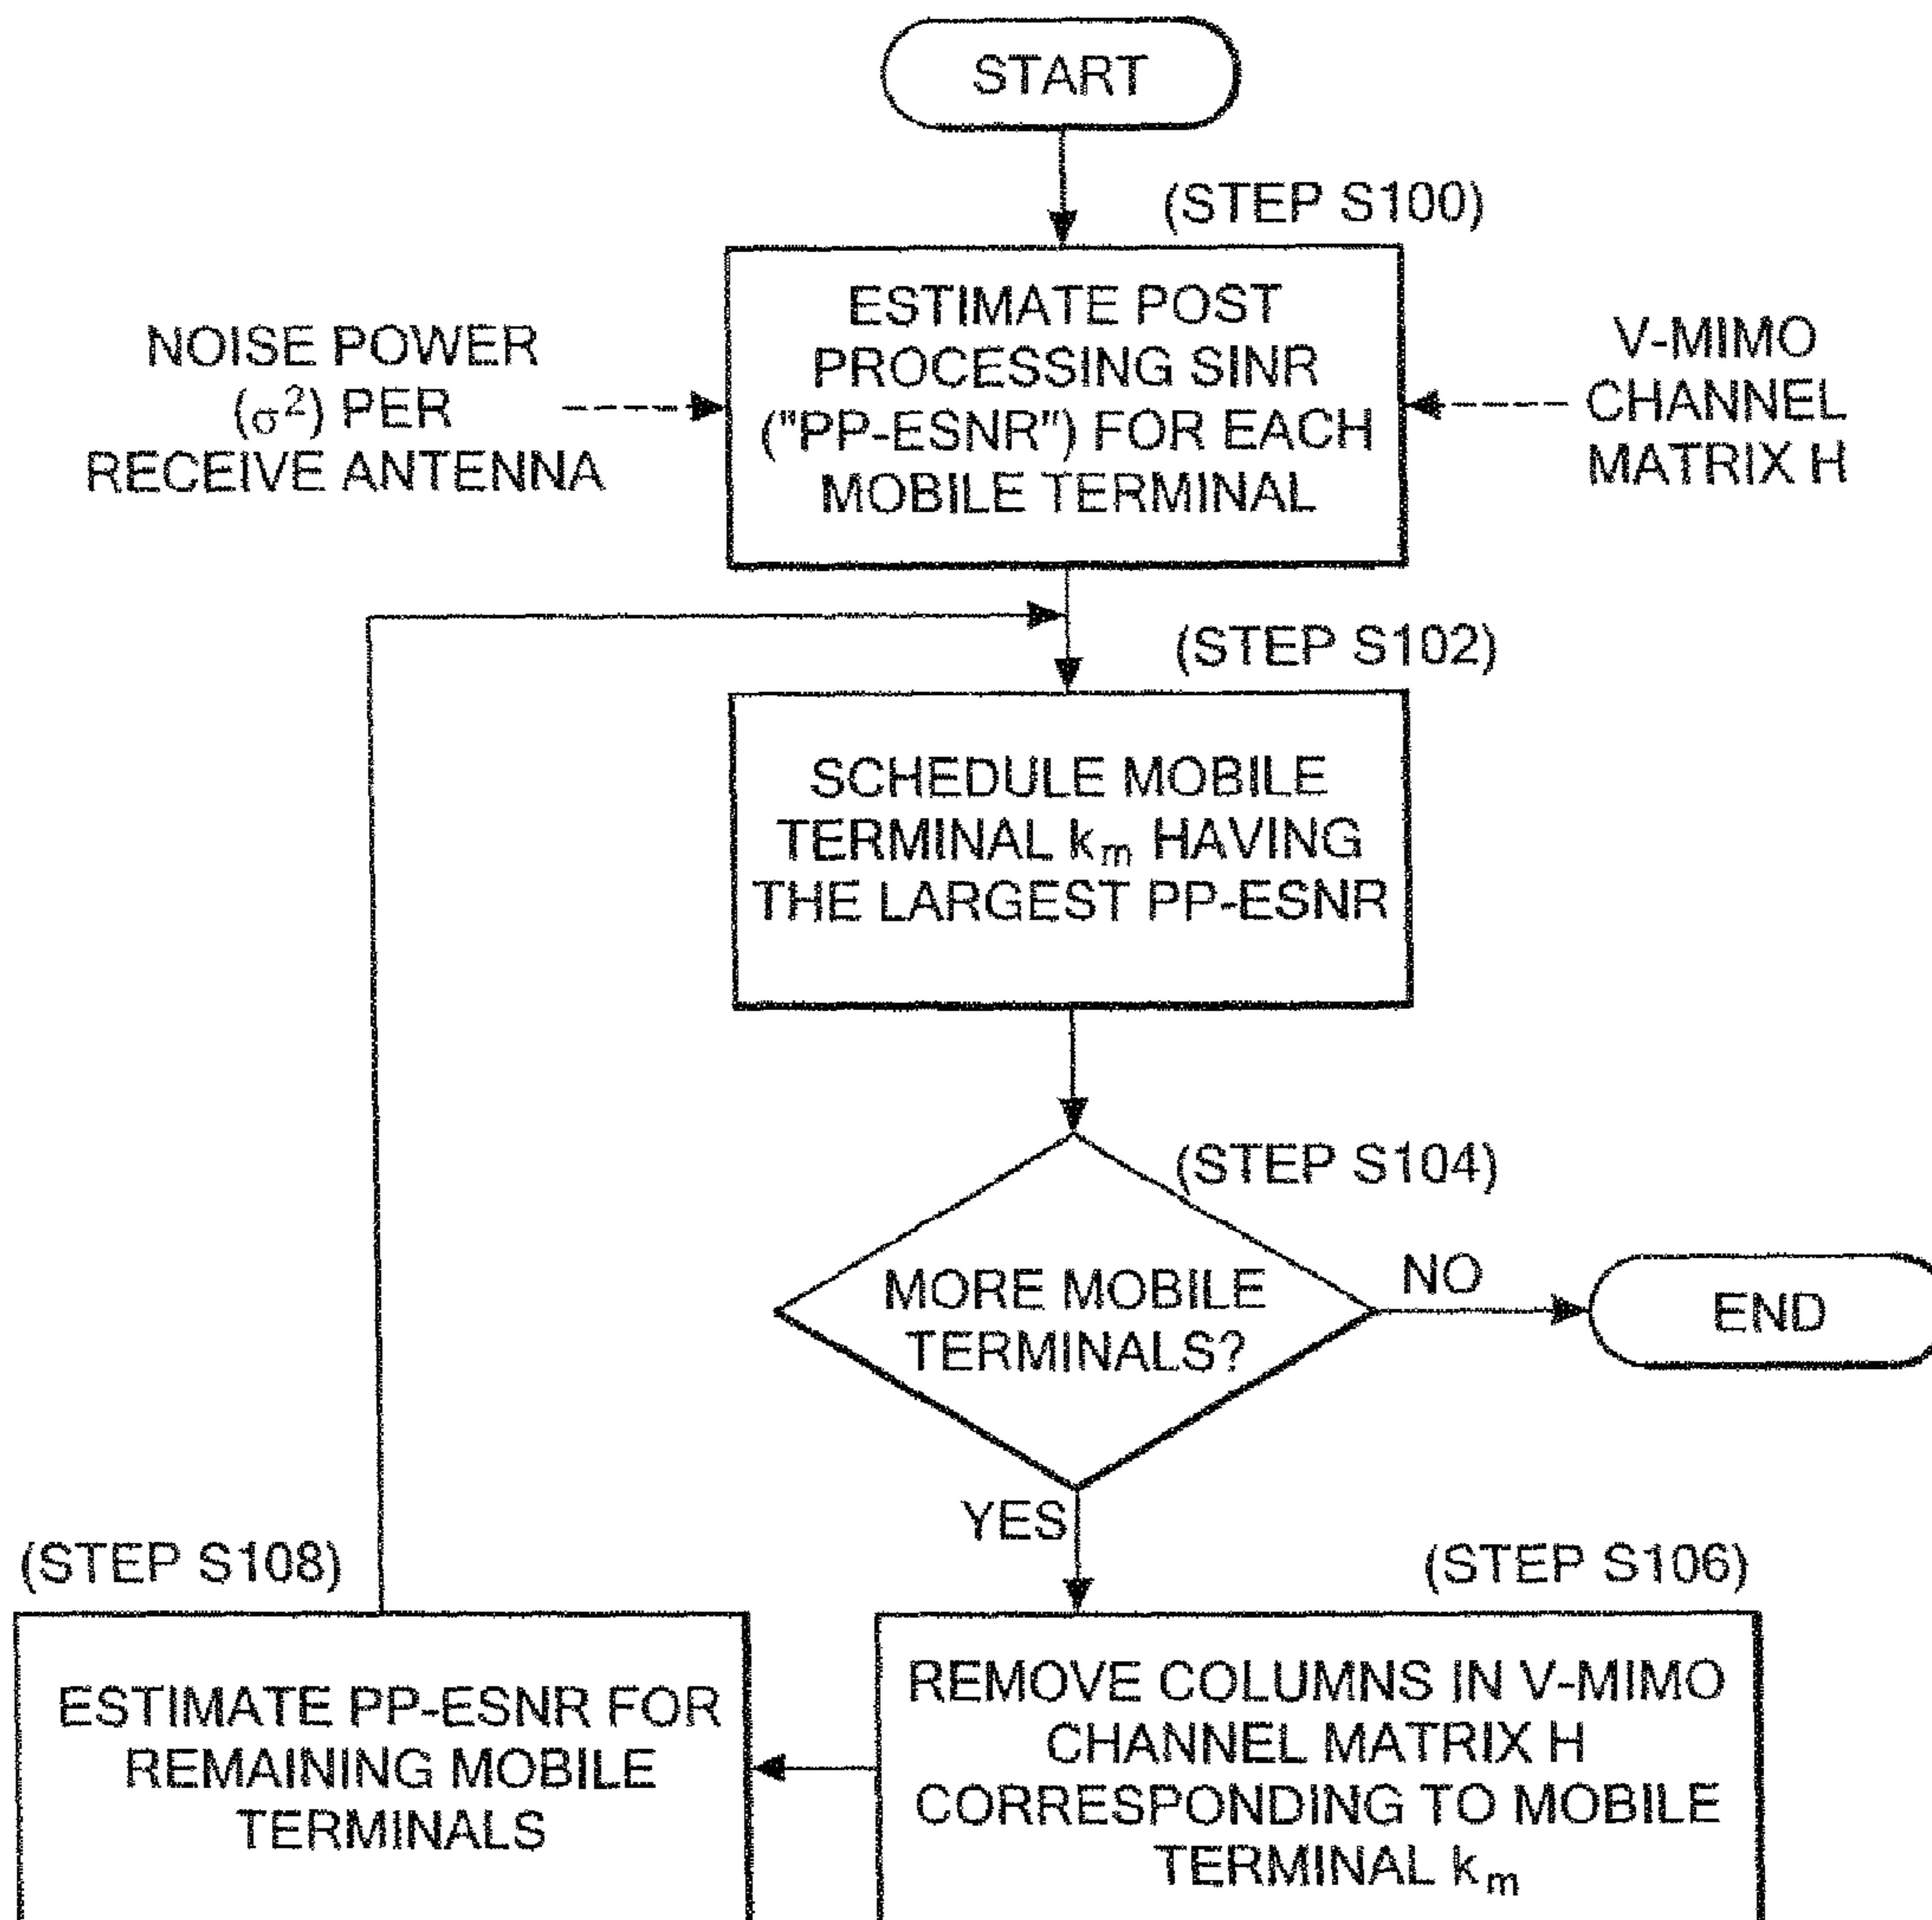 START
(STEP S100)
NOISE POWER
(σ²) PER
RECEIVE ANTENNA
ESTIMATE POST
PROCESSING SINR
("PP-ESNR") FOR EACH
MOBILE TERMINAL
V-MIMO
CHANNEL
MATRIX H
(STEP S102)
SCHEDULE MOBILE
TERMINAL kₘ HAVING
THE LARGEST PP-ESNR
(STEP S104)
MORE MOBILE
TERMINALS?
NO
END
YES
(STEP S108)
(STEP S106)
ESTIMATE PP-ESNR FOR
REMAINING MOBILE
TERMINALS
REMOVE COLUMNS IN V-MIMO
CHANNEL MATRIX H
CORRESPONDING TO MOBILE
TERMINAL kₘ